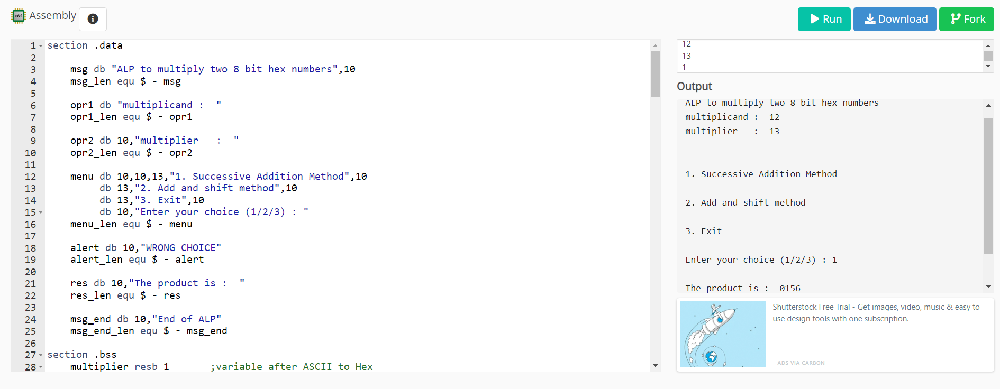 x64 Assembly
Run Download Fork
1 section .data
2
3 msg db "ALP to multiply two 8 bit hex numbers",10
4 msg_len equ $ - msg
5
6 opr1 db "multiplicand :  "
7 opr1_len equ $ - opr1
8
9 opr2 db 10,"multiplier   :  "
10 opr2_len equ $ - opr2
11
12 menu db 10,10,13,"1. Successive Addition Method",10
13 db 13,"2. Add and shift method",10
14 db 13,"3. Exit",10
15 db 10,"Enter your choice (1/2/3) : "
16 menu_len equ $ - menu
17
18 alert db 10,"WRONG CHOICE"
19 alert_len equ $ - alert
20
21 res db 10,"The product is :  "
22 res_len equ $ - res
23
24 msg_end db 10,"End of ALP"
25 msg_end_len equ $ - msg_end
26
27 section .bss
28 multiplier resb 1       ;variable after ASCII to Hex
12
13
1
Output
ALP to multiply two 8 bit hex numbers
multiplicand :  12
multiplier   :  13
1. Successive Addition Method
2. Add and shift method
3. Exit
Enter your choice (1/2/3) : 1
The product is :  0156
Shutterstock Free Trial - Get images, video, music & easy to
use design tools with one subscription.
ADS VIA CARBON